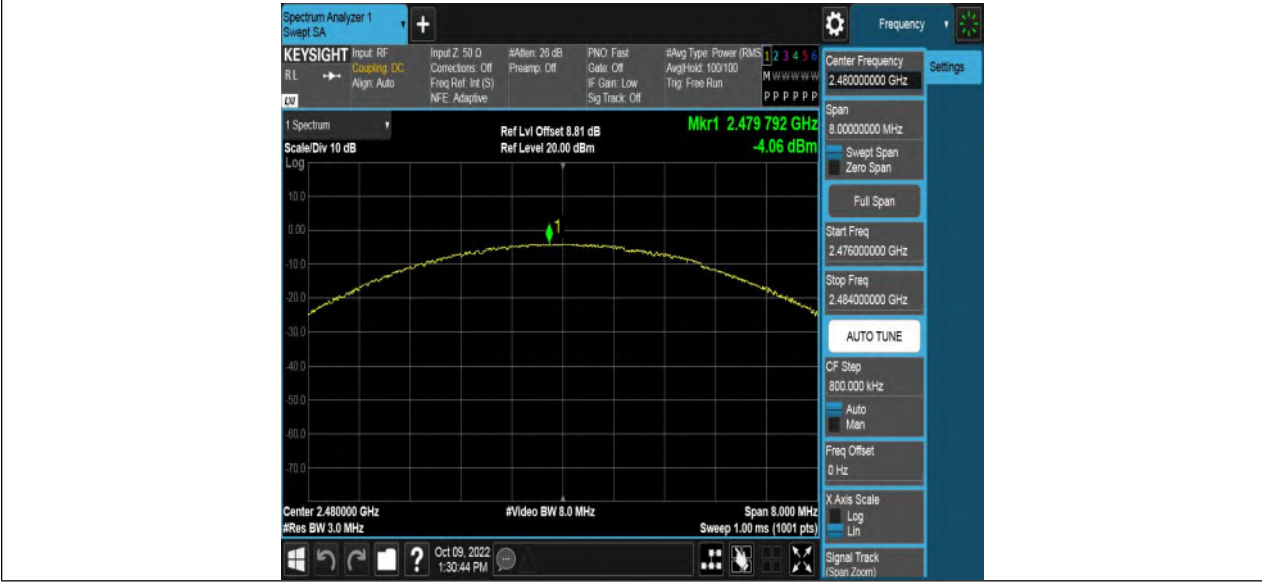 Spectrum Analyzer 1
Swept SA
+
Frequency
KEYSIGHT
RL
LXI
Input: RF
Coupling: DC
Align: Auto
Input Z: 50 Ω
Corrections: Off
Freq Ref: Int (S)
NFE: Adaptive
#Atten: 26 dB
Preamp: Off
PNO: Fast
Gate: Off
IF Gain: Low
Sig Track: Off
#Avg Type: Power (RMS
Avg|Hold: 100/100
Trig: Free Run
1 2 3 4 5 6
M W W W W W
P P P P P P
1 Spectrum
Scale/Div 10 dB
Log
Ref Lvl Offset 8.81 dB
Ref Level 20.00 dBm
Mkr1 2.479 792 GHz
-4.06 dBm
10.0
0.00
-10.0
-20.0
-30.0
-40.0
-50.0
-60.0
-70.0
1
Center 2.480000 GHz
#Res BW 3.0 MHz
#Video BW 8.0 MHz
Span 8.000 MHz
Sweep 1.00 ms (1001 pts)
Oct 09, 2022
1:30:44 PM
Center Frequency
2.480000000 GHz
Settings
Span
8.00000000 MHz
Swept Span
Zero Span
Full Span
Start Freq
2.476000000 GHz
Stop Freq
2.484000000 GHz
AUTO TUNE
CF Step
800.000 kHz
Auto
Man
Freq Offset
0 Hz
X Axis Scale
Log
Lin
Signal Track
(Span Zoom)